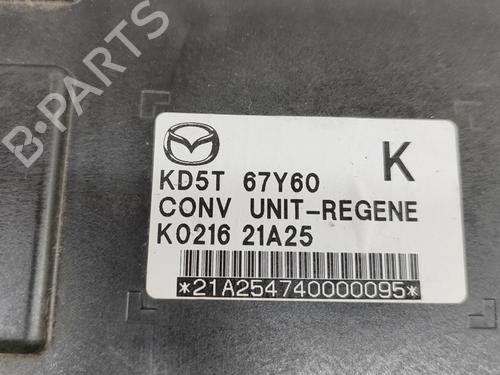 B-PARTS
K
KD5T 67Y60
CONV UNIT-REGENE
K0216 21A25
*21A254740000095*